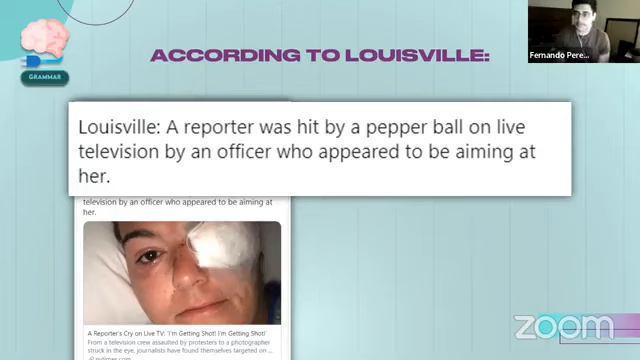 ACCORDING TO LOUISVILLE:
Fernando Pere...
GRAMMAR
Louisville: A reporter was hit by a pepper ball on live
television by an officer who appeared to be aiming at
her.
television by an officer who appeared to be aiming at
her.
A Reporter's Cry on Live TV: 'I'm Getting Shot! I'm Getting Shot!'
From a television crew assaulted by protesters to a photographer
struck in the eye, journalists have found themselves targeted on ...
nytimes.com
zoom